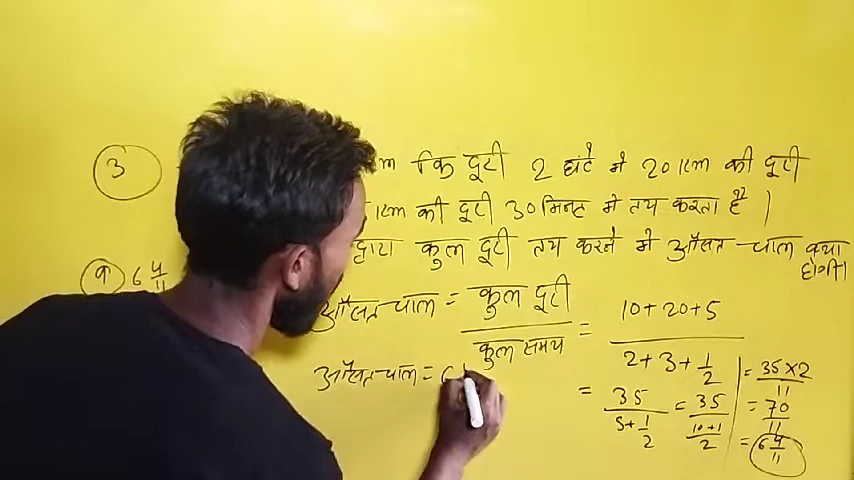 3
km कि दूरी 2 घंटे मे 20 km की दूरी
km की दूरी 30 मिनट मे तय करता है |
द्वारा कुल दूरी तय करने मे औसत चाल क्या होगी।
a 6 4/11
औसत चाल = कुल दूरी / कुल समय = 10+20+5 / 2+3+1/2
औसत चाल = 6
= 35 / 5+1/2 = 35 / 10+1/2
= 35×2 / 11
= 70 / 11
= 6 4/11